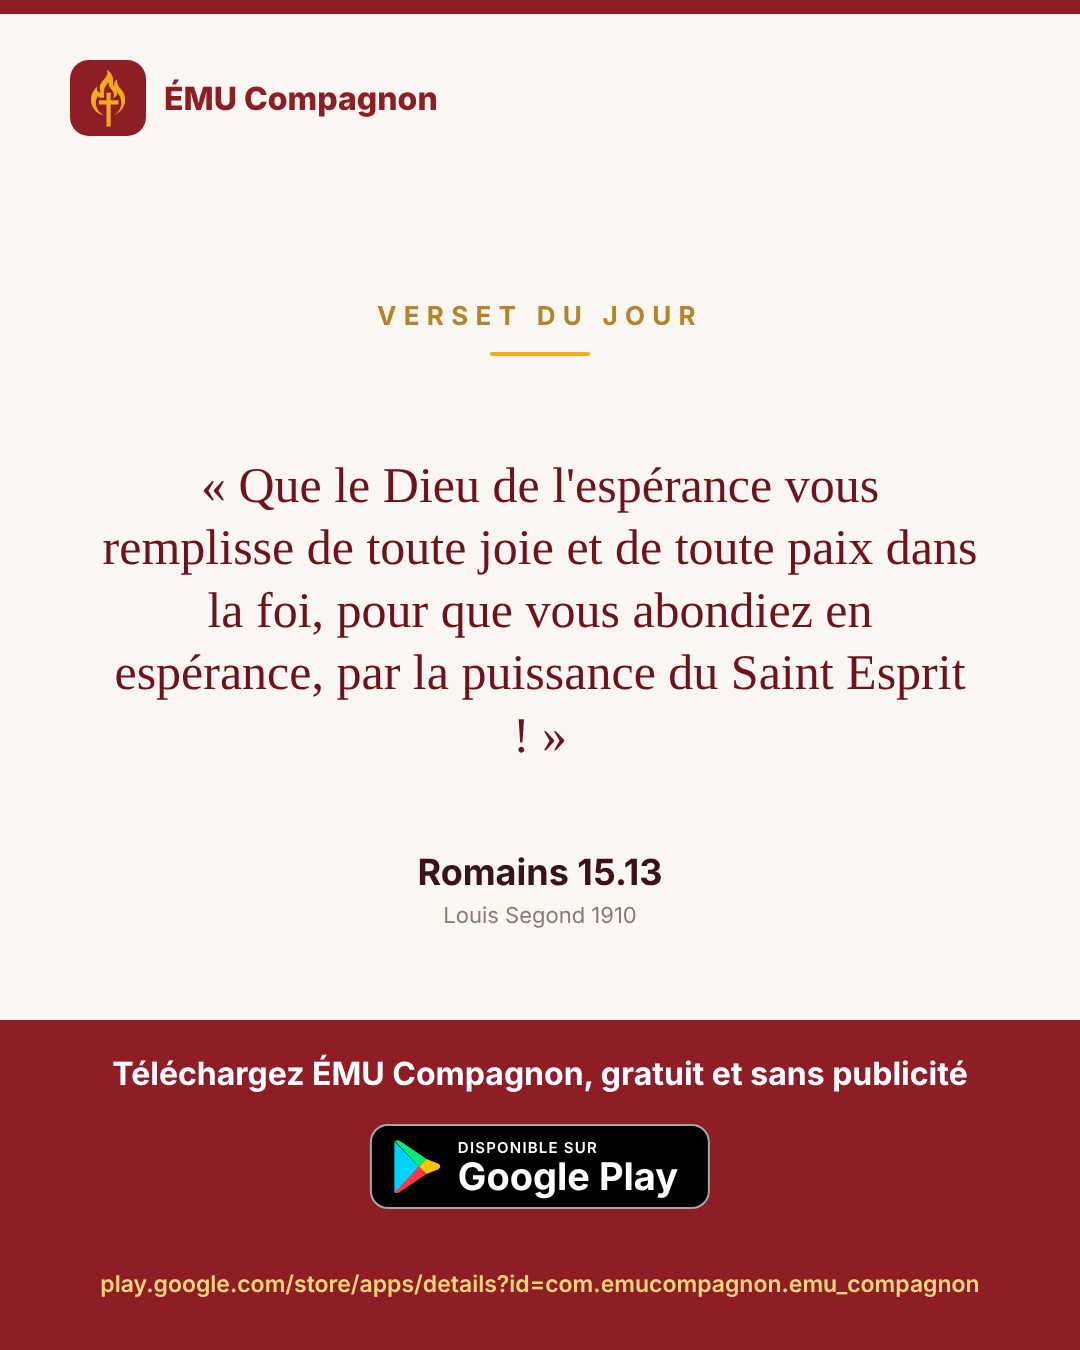 ÉMU Compagnon
VERSET DU JOUR
« Que le Dieu de l'espérance vous
remplisse de toute joie et de toute paix dans
la foi, pour que vous abondiez en
espérance, par la puissance du Saint Esprit
! »
Romains 15.13
Louis Segond 1910
Téléchargez ÉMU Compagnon, gratuit et sans publicité
DISPONIBLE SUR
Google Play
play.google.com/store/apps/details?id=com.emucompagnon.emu_compagnon